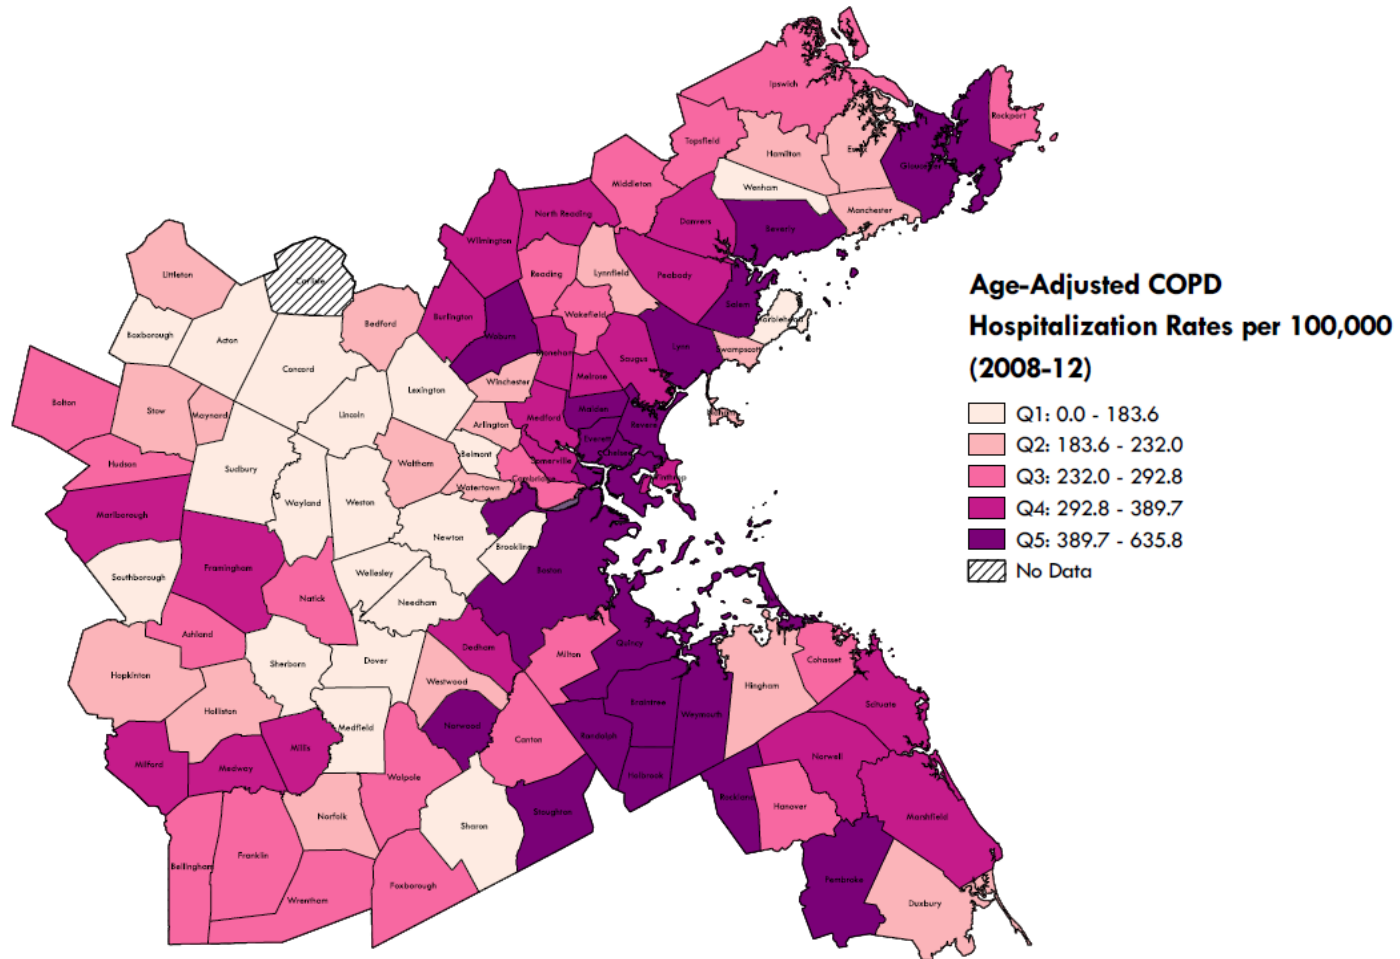 Ipswich
Rockport
Topsfield
Hamilton
Essex
Gloucester
Middleton
Wenham
Manchester
North Reading
Danvers
Beverly
Wilmington
Littleton
Carlisle
Reading
Lynnfield
Peabody
Age-Adjusted COPD
Hospitalization Rates per 100,000
(2008-12)
Q1: 0.0 - 183.6
Q2: 183.6 - 232.0
Q3: 232.0 - 292.8
Q4: 292.8 - 389.7
Q5: 389.7 - 635.8
No Data
Salem
Burlington
Wakefield
Bedford
Boxborough
Acton
Woburn
Lynn
Swampscott
Stoneham
Saugus
Concord
Melrose
Winchester
Lexington
Bolton
Stow
Maynard
Lincoln
Medford
Malden
Revere
Arlington
Everett
Chelsea
Belmont
Hudson
Sudbury
Waltham
Somerville
Cambridge
Winthrop
Watertown
Wayland
Weston
Marlborough
Newton
Brookline
Southborough
Framingham
Wellesley
Boston
Natick
Needham
Ashland
Quincy
Dedham
Milton
Sherborn
Dover
Cohasset
Hopkinton
Westwood
Hingham
Holliston
Braintree
Scituate
Weymouth
Medfield
Norwood
Randolph
Canton
Millis
Norwell
Milford
Medway
Walpole
Holbrook
Rockland
Hanover
Stoughton
Norfolk
Sharon
Marshfield
Franklin
Bellingham
Foxborough
Pembroke
Wrentham
Duxbury